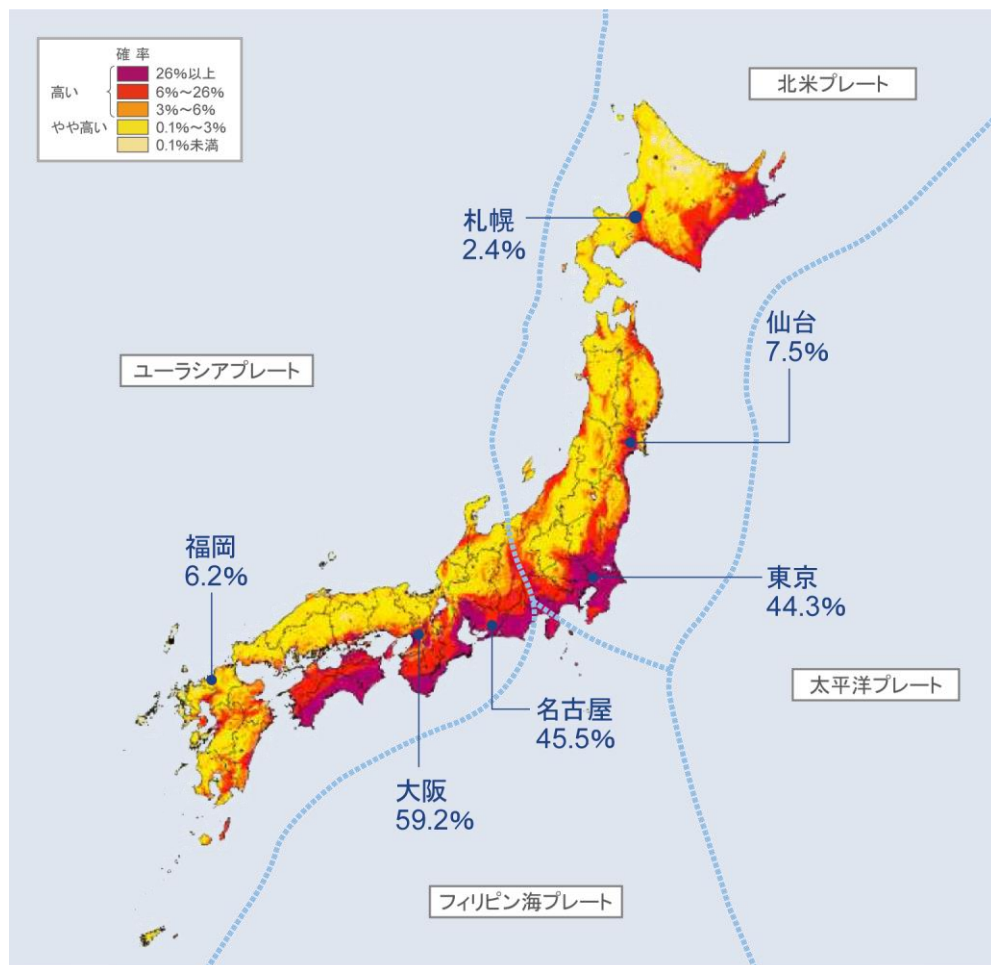 確 率
高い
26%以上
6%～26%
3%～6%
やや高い
0.1%～3%
0.1%未満
北米プレート
札幌
2.4%
仙台
7.5%
ユーラシアプレート
福岡
6.2%
東京
44.3%
太平洋プレート
名古屋
45.5%
大阪
59.2%
フィリピン海プレート